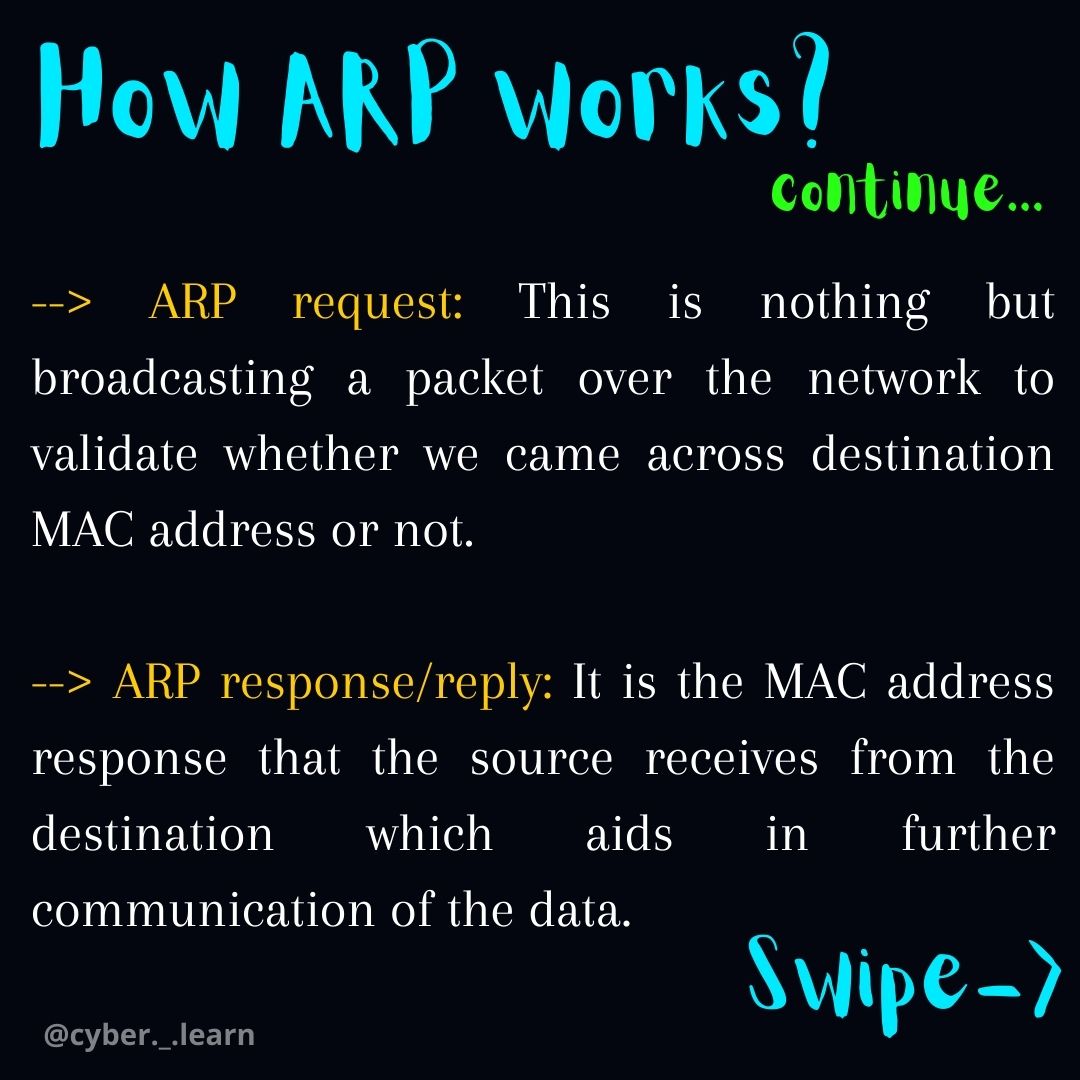 How ARP works?
continue...
--> ARP request: This is nothing but
broadcasting a packet over the network to
validate whether we came across destination
MAC address or not.
--> ARP response/reply: It is the MAC address
response that the source receives from the
destination which aids in further
communication of the data.
Swipe->
@cyber._.learn